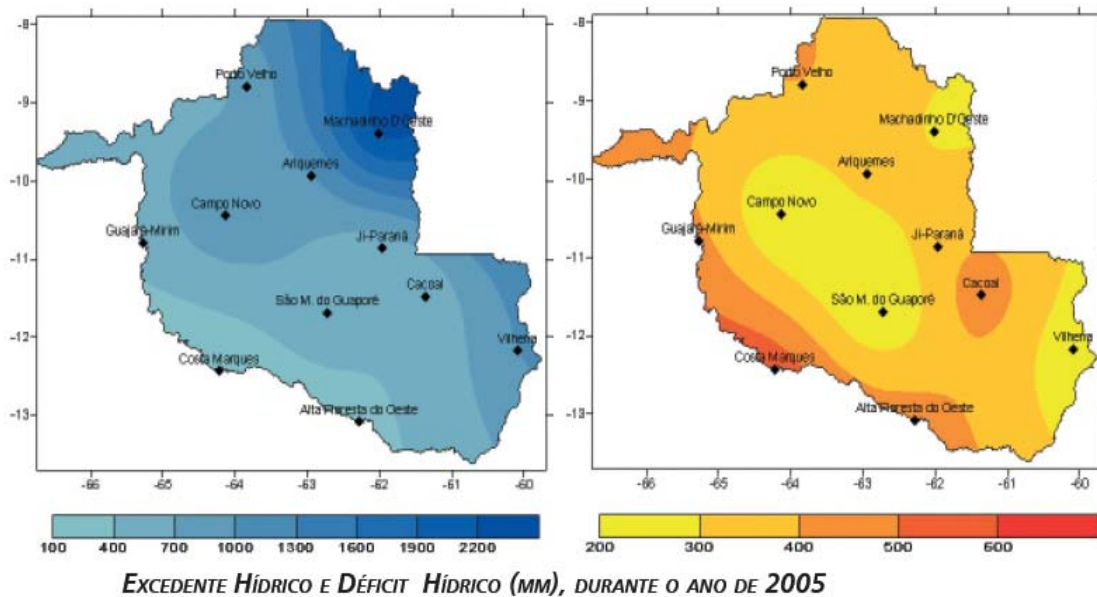 -8
Porto Velho
-9
Machadinho D'Oeste
Ariquemes
-10
Campo Novo
Guajará-Mirim
Ji-Paraná
-11
Cacoal
São M. do Guaporé
-12
Vilhena
Costa Marques
-13
Alta Floresta do Oeste
-66 -65 -64 -63 -62 -61 -60
100 400 700 1000 1300 1600 1900 2200
-8
Porto Velho
-9
Machadinho D'Oeste
Ariquemes
-10
Campo Novo
Guajará-Mirim
Ji-Paraná
-11
Cacoal
São M. do Guaporé
-12
Vilhena
Costa Marques
-13
Alta Floresta do Oeste
-66 -65 -64 -63 -62 -61 -60
200 300 400 500 600
EXCEDENTE HÍDRICO E DÉFICIT HÍDRICO (MM), DURANTE O ANO DE 2005